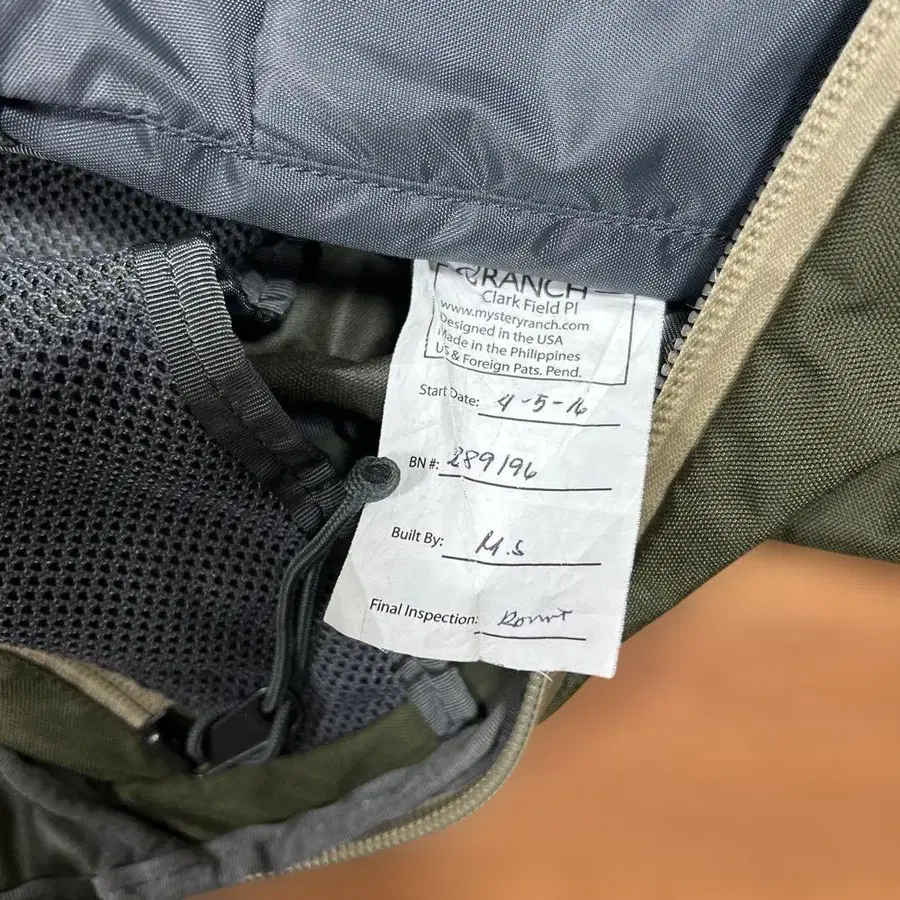 RANCH
Clark Field PI
www.mysteryranch.com
Designed in the USA
Made in the Philippines
US & Foreign Pats. Pend.
Start Date: 4-5-16
BN #: 289196
Built By: M.S
Final Inspection: